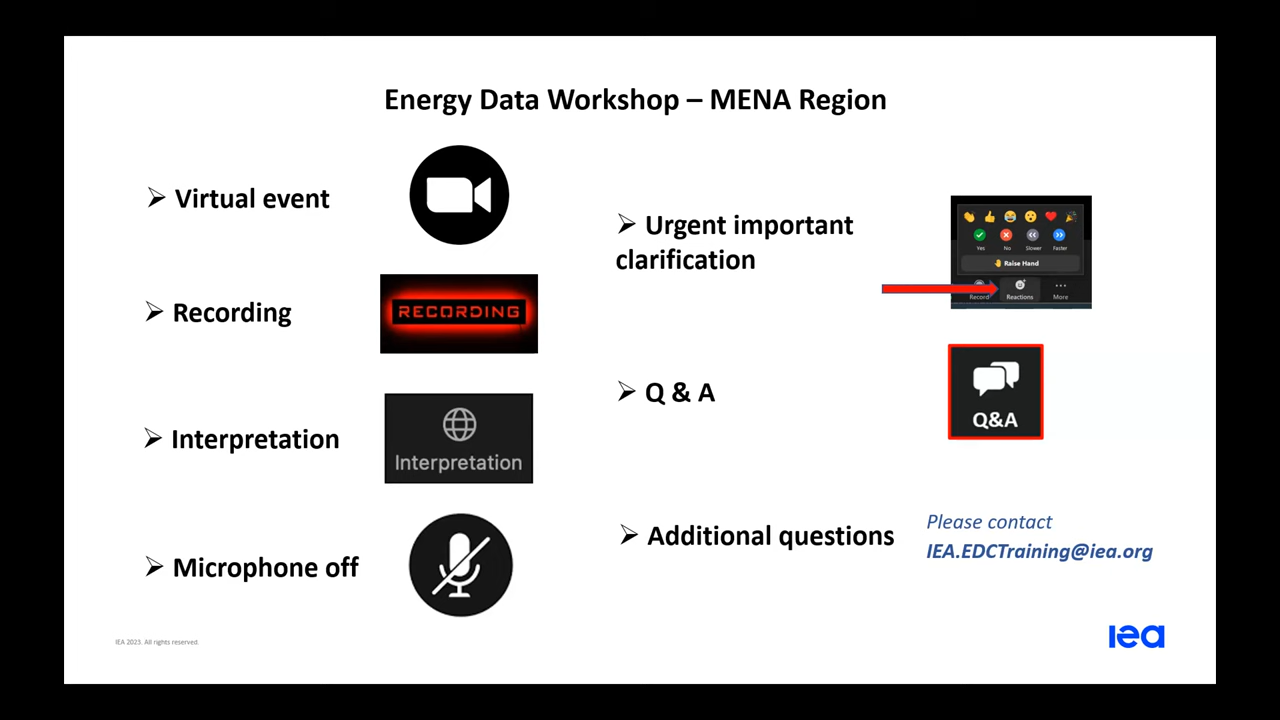 Energy Data Workshop – MENA Region
Virtual event
Recording
RECORDING
Interpretation
Interpretation
Microphone off
Urgent important
clarification
Yes No Slower Faster
Raise Hand
Record Reactions More
Q & A
Q&A
Additional questions
Please contact
IEA.EDCTraining@iea.org
IEA 2023. All rights reserved.
iea